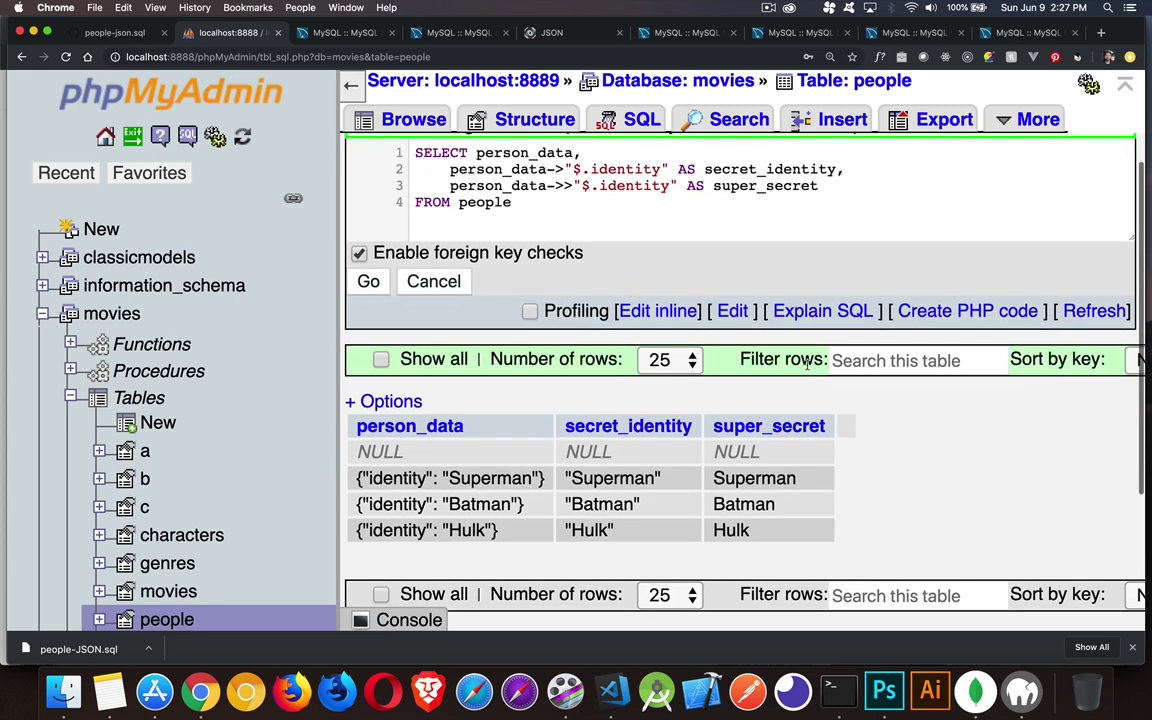 Chrome File Edit View History Bookmarks People Window Help 100% Sun Jun 9 2:27 PM
people-json.sql localhost:8888 / l MySQL :: MySQL MySQL :: MySQL JSON MySQL :: MySQL MySQL :: MySQL MySQL :: MySQL MySQL :: MySQL
localhost:8888/phpMyAdmin/tbl_sql.php?db=movies&table=people
phpMyAdmin
Recent Favorites
New
classicmodels
information_schema
movies
Functions
Procedures
Tables
New
a
b
c
characters
genres
movies
people
Server: localhost:8889 » Database: movies » Table: people
Browse Structure SQL Search Insert Export More
1 SELECT person_data,
2 person_data->"$.identity" AS secret_identity,
3 person_data->>"$.identity" AS super_secret
4 FROM people
Enable foreign key checks
Go Cancel
Profiling [Edit inline] [ Edit ] [ Explain SQL ] [ Create PHP code ] [ Refresh]
Show all | Number of rows: 25 Filter rows: Search this table Sort by key: N
+ Options
person_data secret_identity super_secret
NULL NULL NULL
{"identity": "Superman"} "Superman" Superman
{"identity": "Batman"} "Batman" Batman
{"identity": "Hulk"} "Hulk" Hulk
Show all | Number of rows: 25 Filter rows: Search this table Sort by key: N
Console
people-JSON.sql Show All
Ps Ai